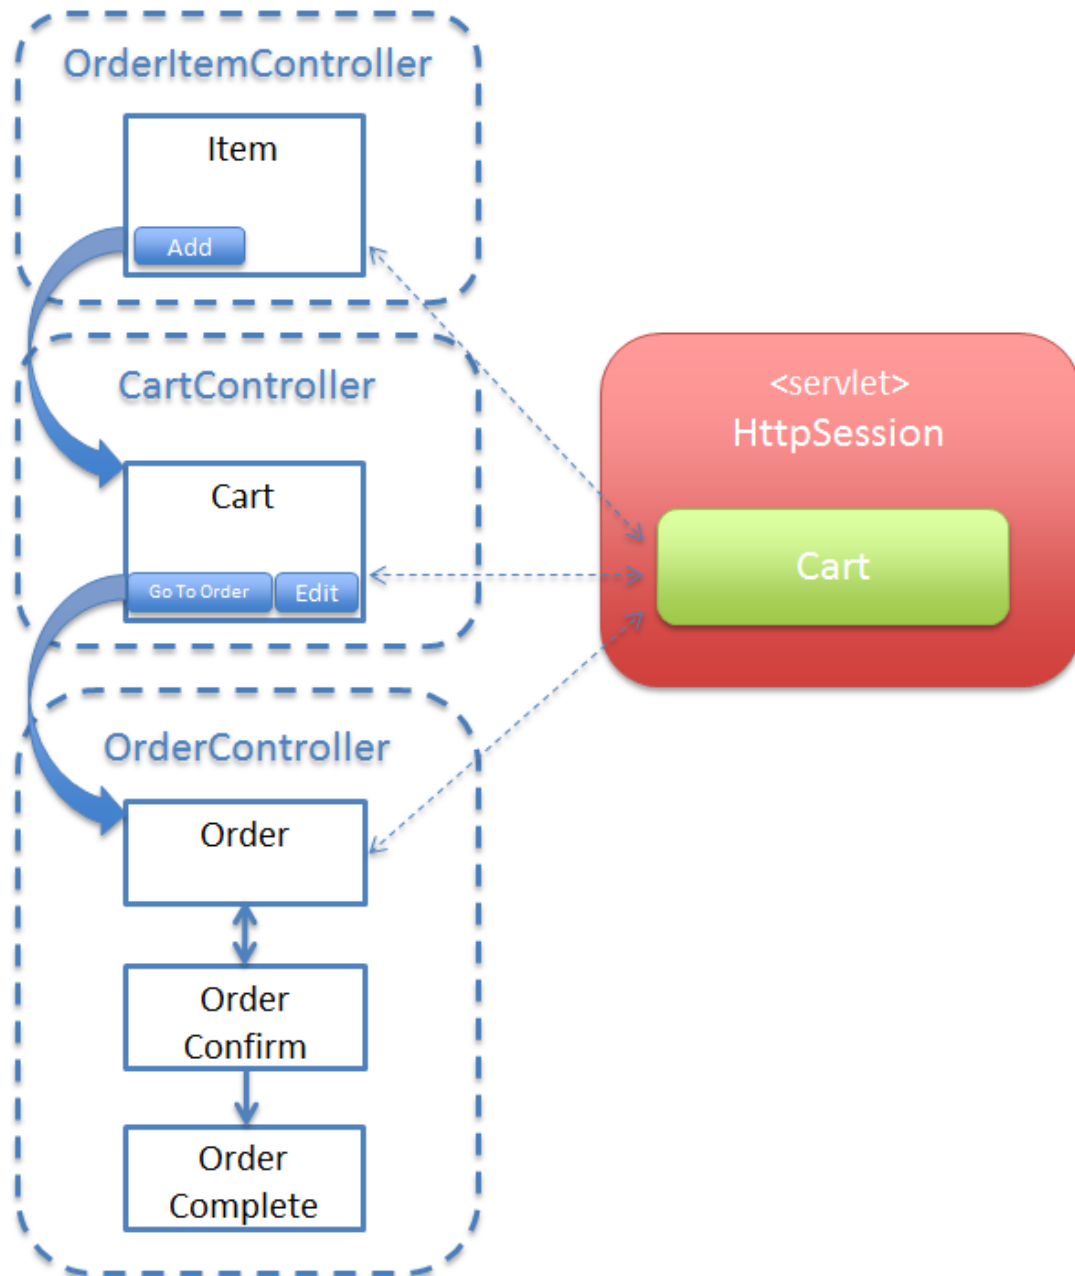 OrderItemController
Item
Add
CartController
Cart
Go To Order
Edit
OrderController
Order
Order
Confirm
Order
Complete
<servlet>
HttpSession
Cart